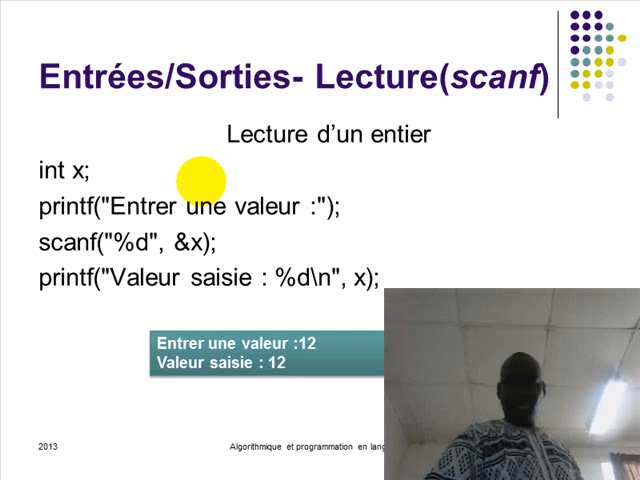 Entrées/Sorties- Lecture(scanf)
Lecture d'un entier
int x;
printf("Entrer une valeur :");
scanf("%d", &x);
printf("Valeur saisie : %d\n", x);
Entrer une valeur :12
Valeur saisie : 12
2013
Algorithmique et programmation en